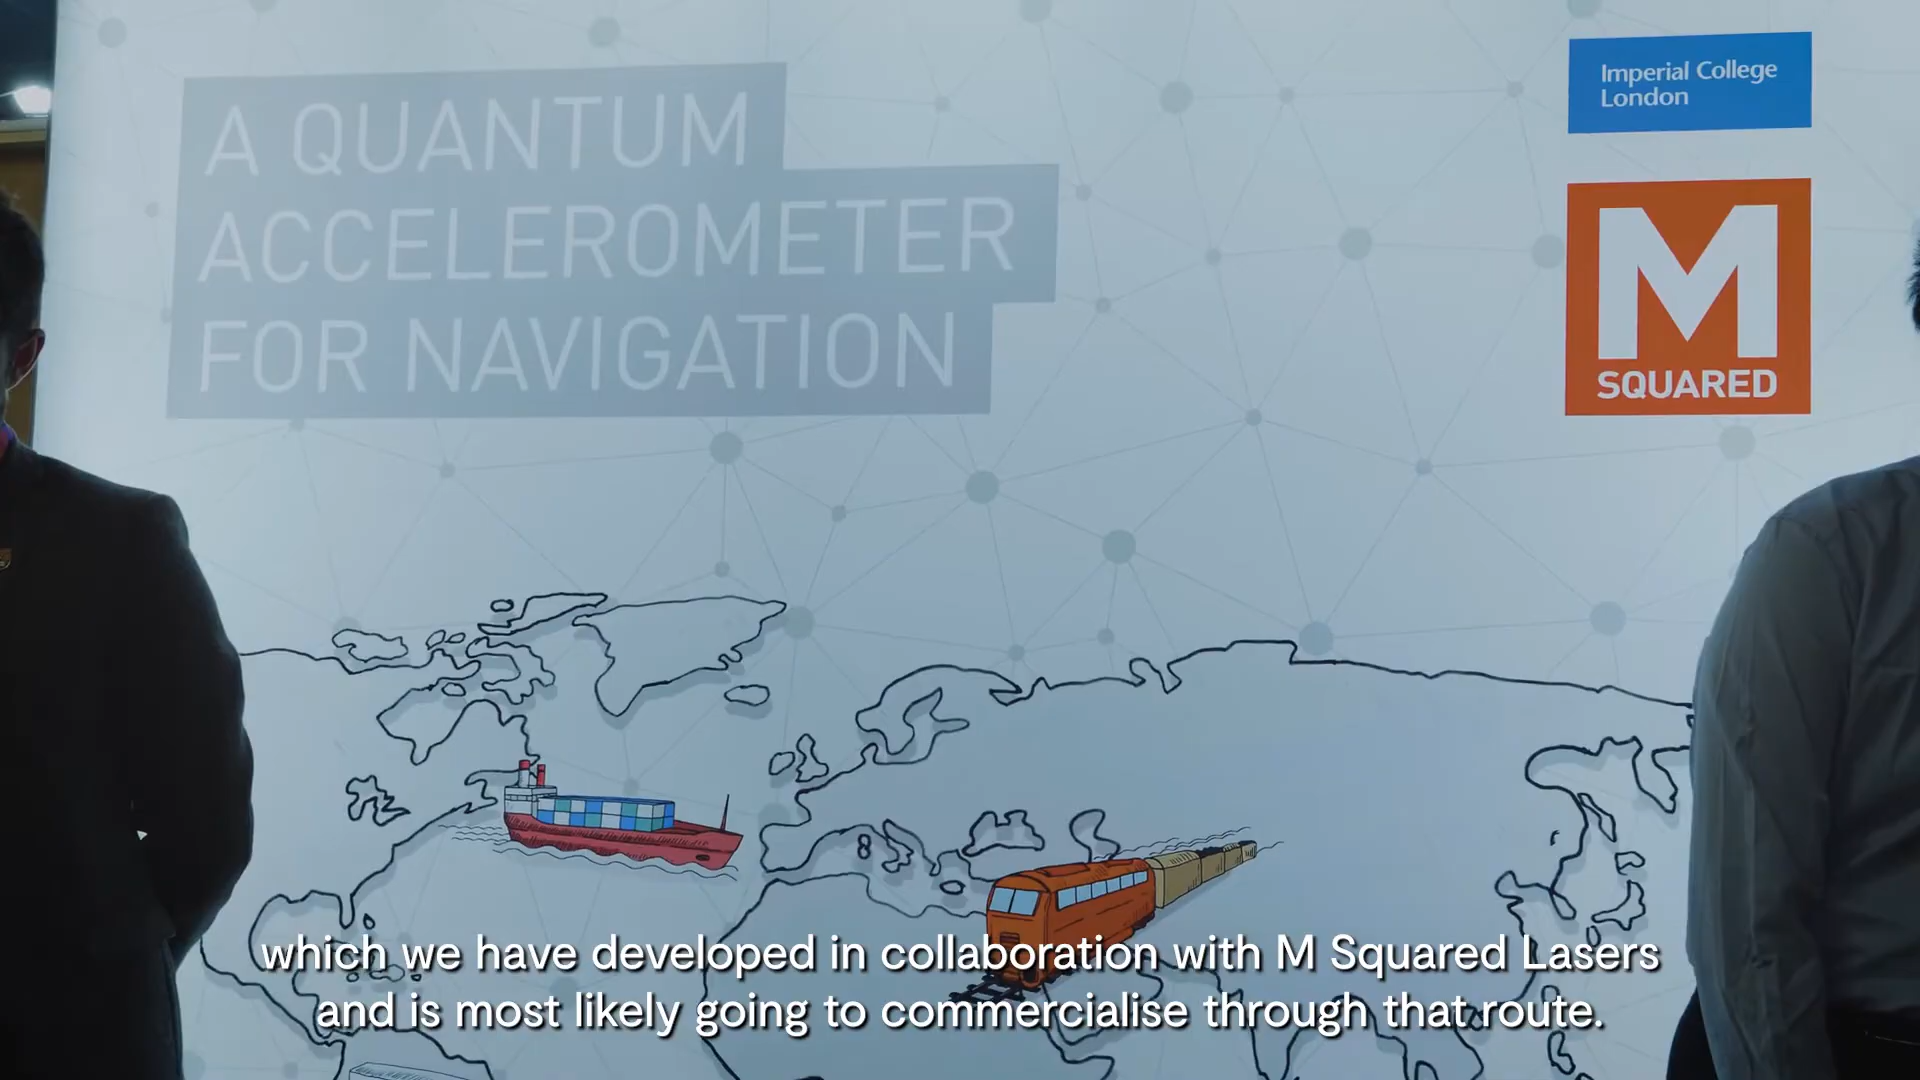 A QUANTUM
ACCELEROMETER
FOR NAVIGATION
Imperial College
London
M
SQUARED
which we have developed in collaboration with M Squared Lasers
and is most likely going to commercialise through that route.